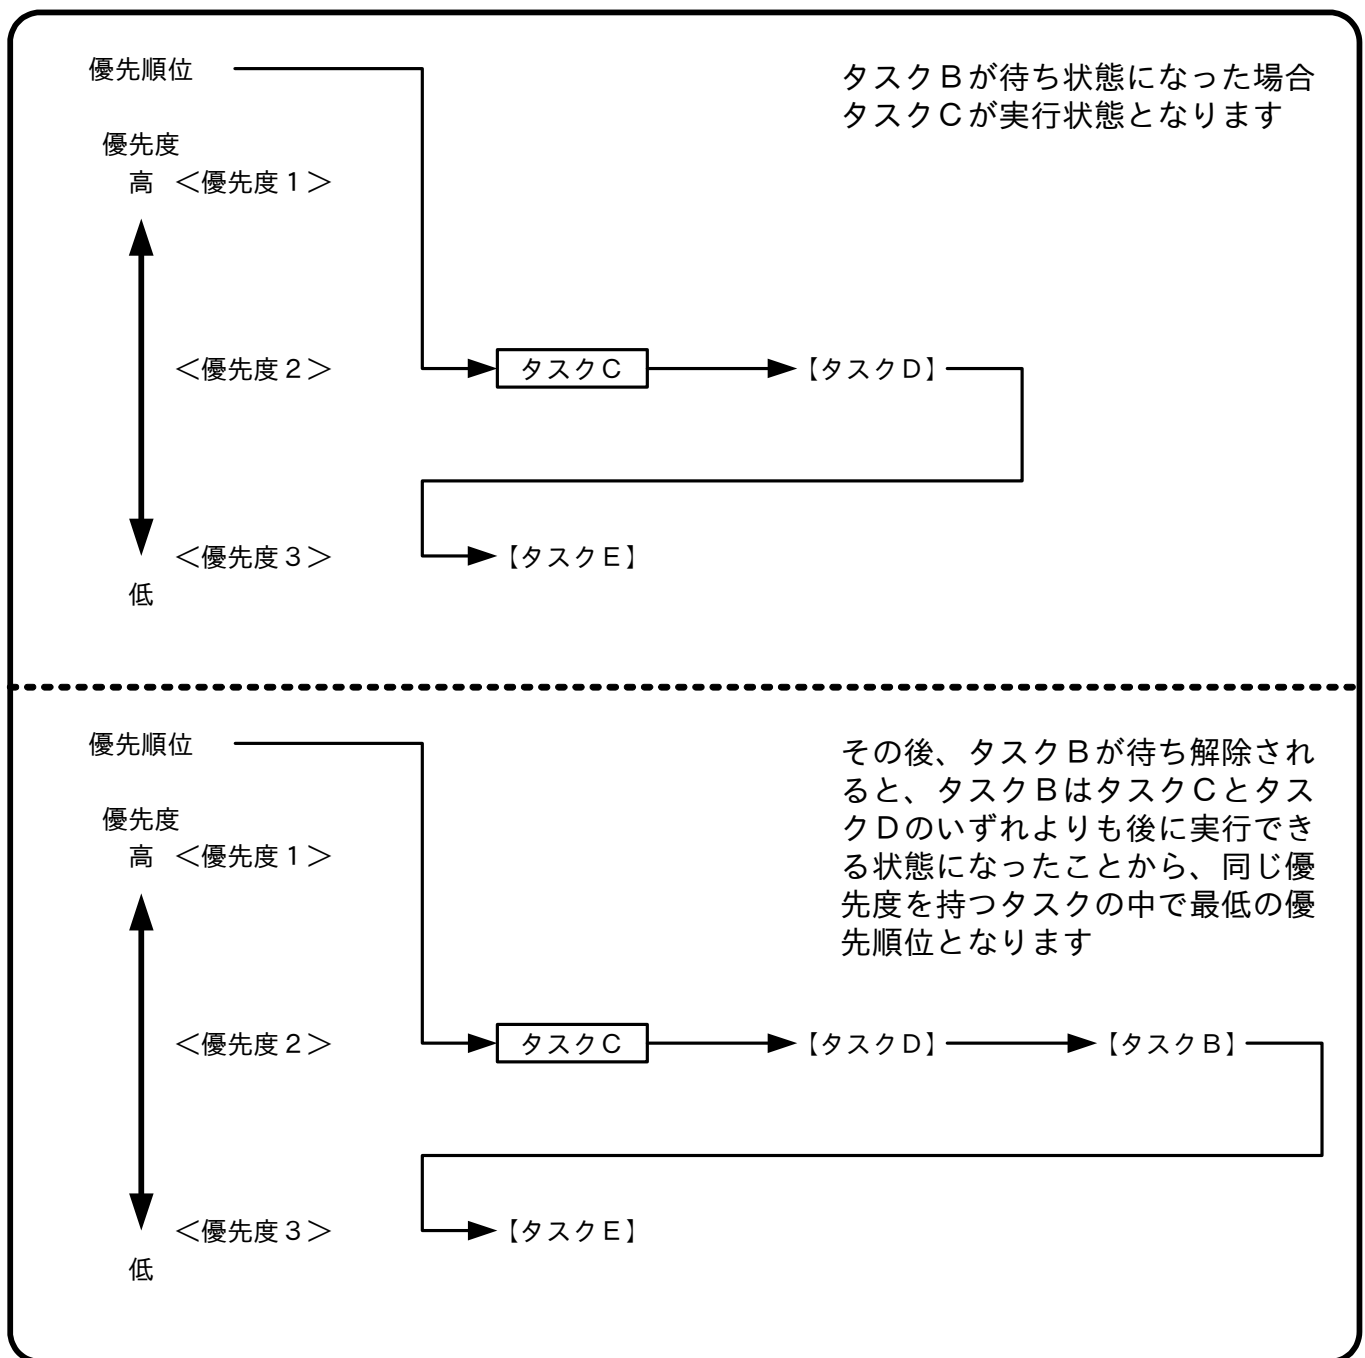 優先順位
タスクBが待ち状態になった場合
タスクCが実行状態となります
優先度
高 <優先度1>
<優先度2>
タスクC
【タスクD】
<優先度3>
【タスクE】
低
優先順位
その後、タスクBが待ち解除され
ると、タスクBはタスクCとタス
クDのいずれよりも後に実行でき
る状態になったことから、同じ優
先度を持つタスクの中で最低の優
先順位となります
優先度
高 <優先度1>
<優先度2>
タスクC
【タスクD】
【タスクB】
<優先度3>
【タスクE】
低